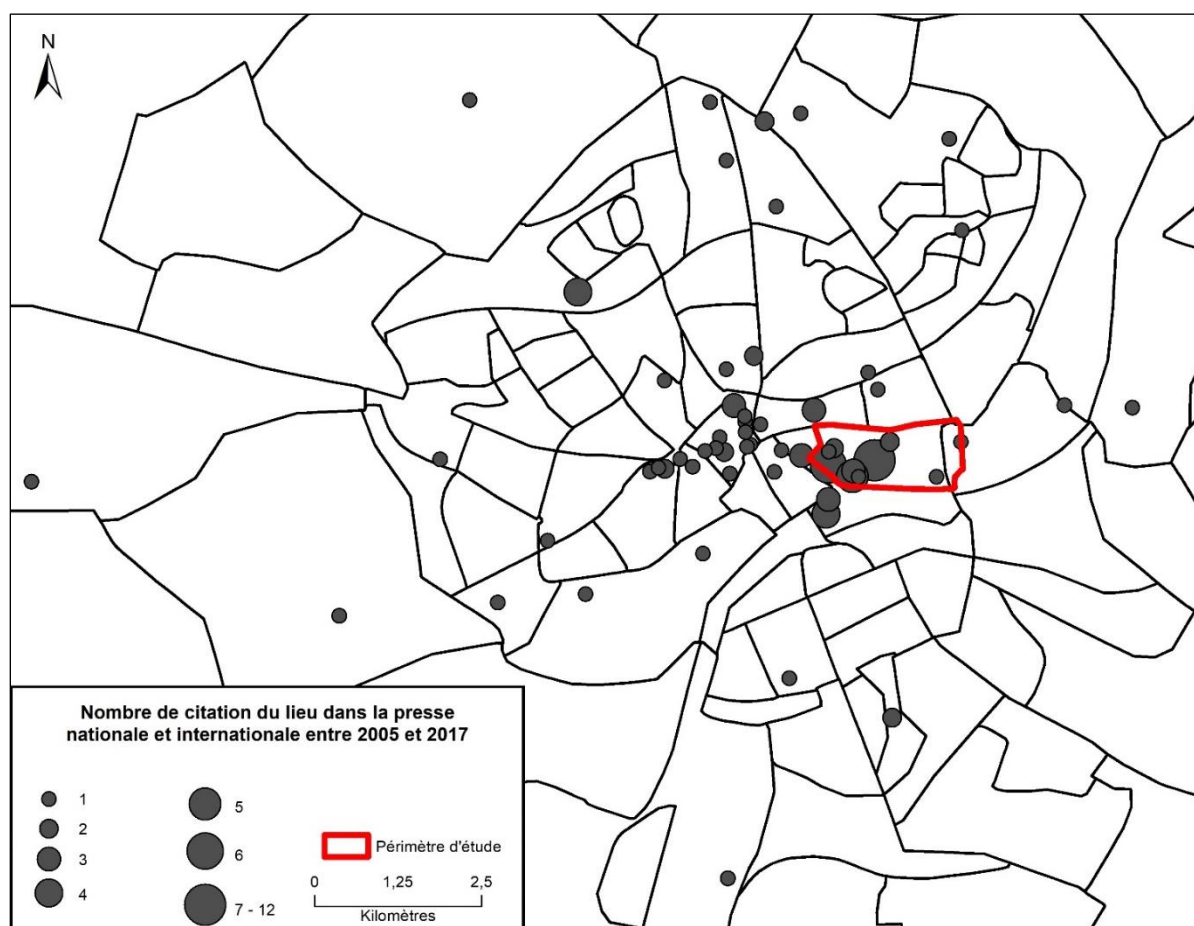 N
Nombre de citation du lieu dans la presse
nationale et internationale entre 2005 et 2017
1
2
3
4
5
6
7 - 12
Périmètre d'étude
0 1,25 2,5
Kilomètres